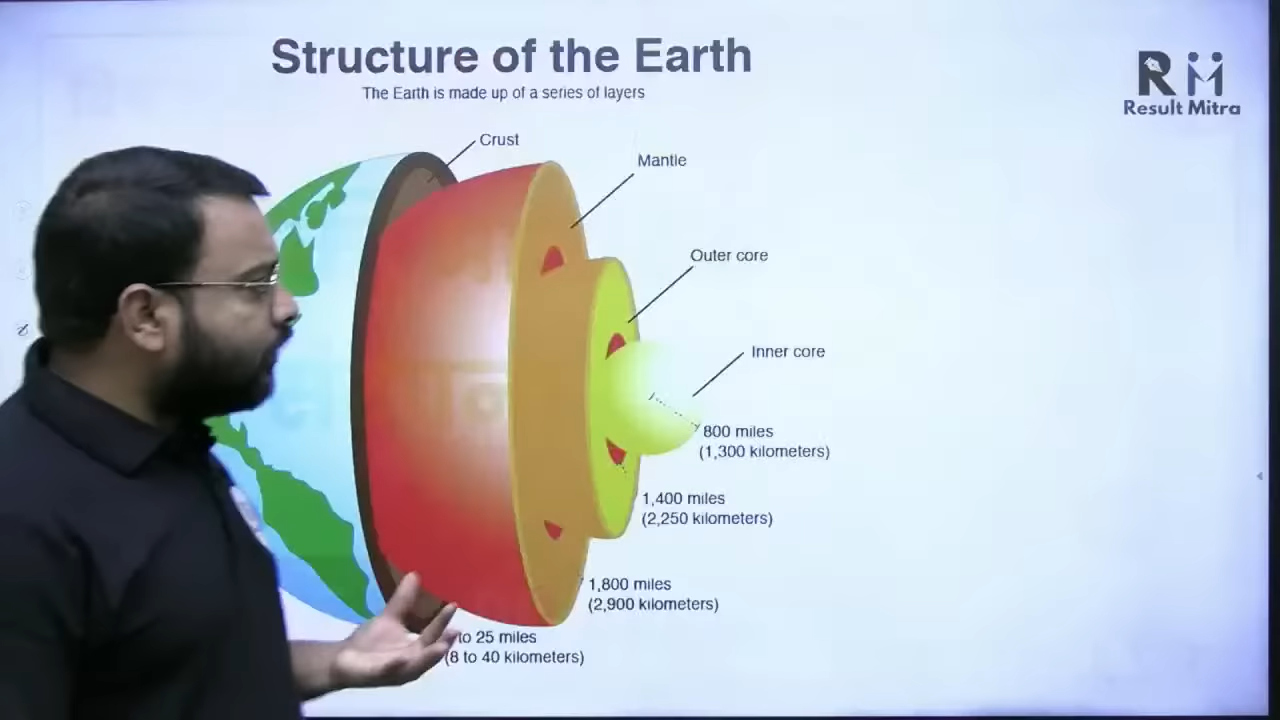 Structure of the Earth
The Earth is made up of a series of layers
R
Result Mitra
Crust
Mantle
Outer core
Inner core
800 miles
(1,300 kilometers)
1,400 miles
(2,250 kilometers)
1,800 miles
(2,900 kilometers)
to 25 miles
(8 to 40 kilometers)